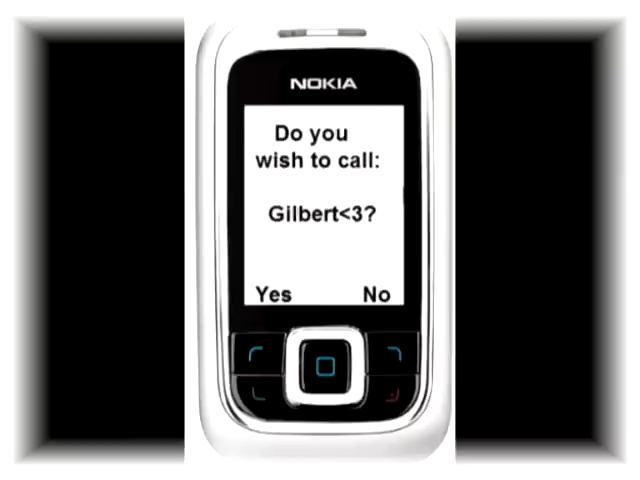 NOKIA
Do you
wish to call:
Gilbert<3?
Yes No